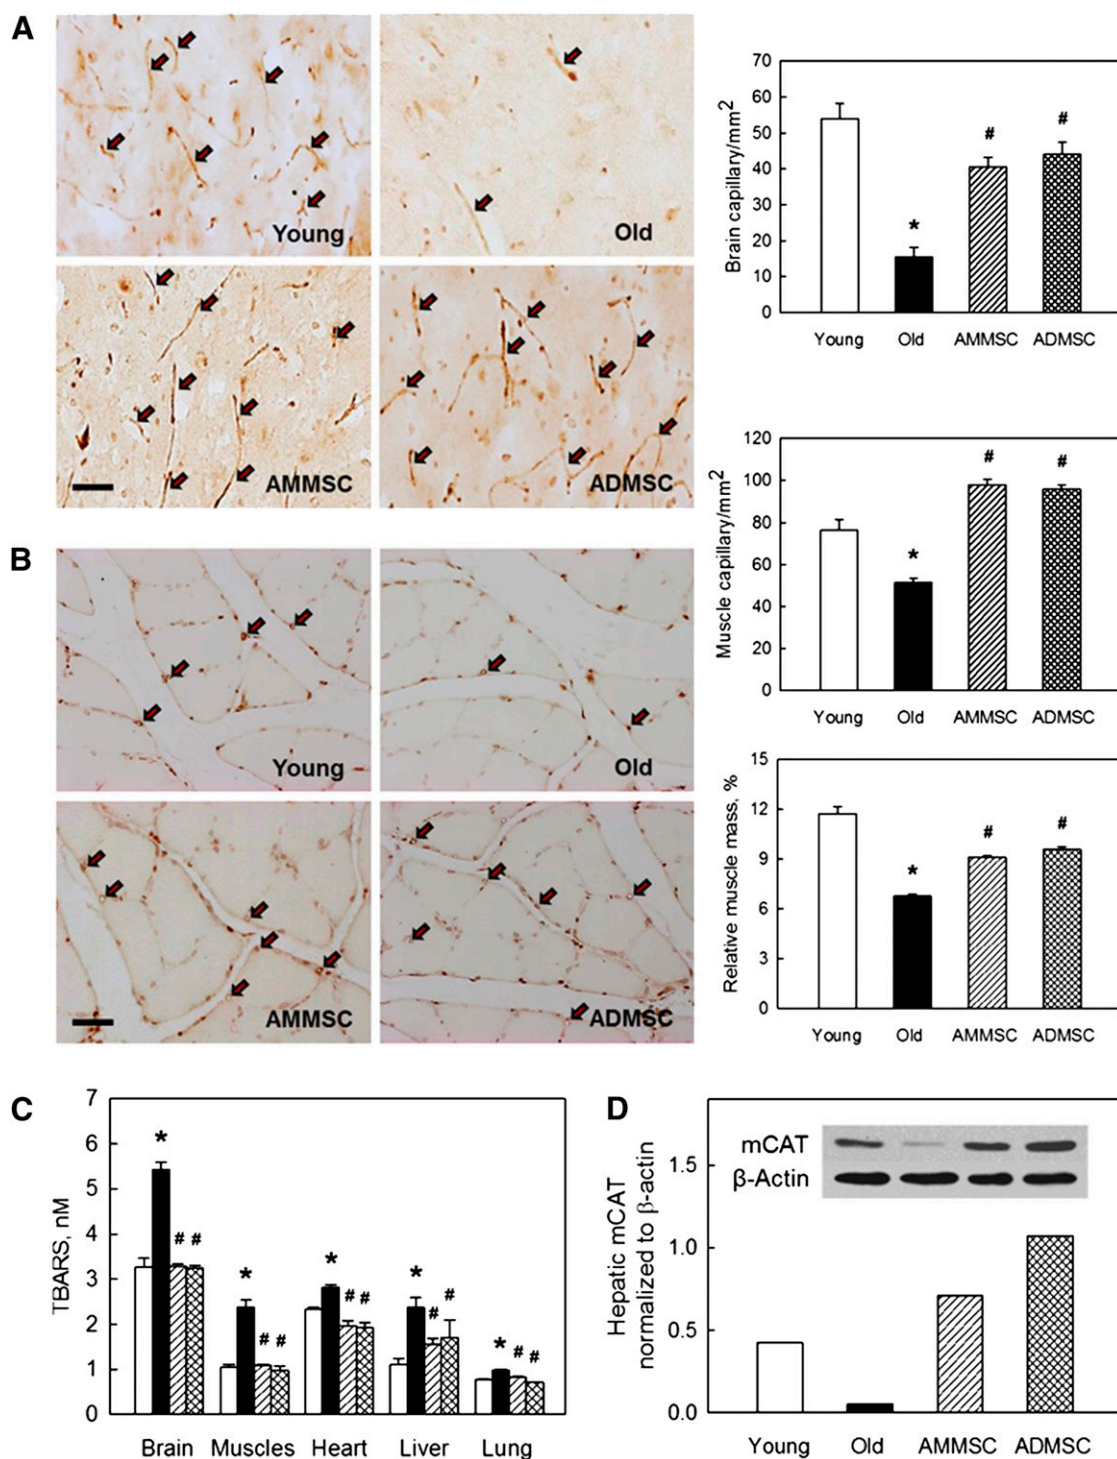 A
Young
Old
AMMSC
ADMSC
Brain capillary/mm2
70
60
50
40
30
20
10
0
*
#
#
Young Old AMMSC ADMSC
B
Young
Old
AMMSC
ADMSC
Muscle capillary/mm2
120
100
80
60
40
20
0
*
#
#
Young Old AMMSC ADMSC
Relative muscle mass, %
15
12
9
6
3
0
*
#
#
Young Old AMMSC ADMSC
C
TBARS, nM
7
6
5
4
3
2
1
0
* # #
* # #
* # #
* # #
* # #
Brain Muscles Heart Liver Lung
D
Hepatic mCAT
normalized to β-actin
1.5
1.0
0.5
0.0
mCAT
β-Actin
Young Old AMMSC ADMSC